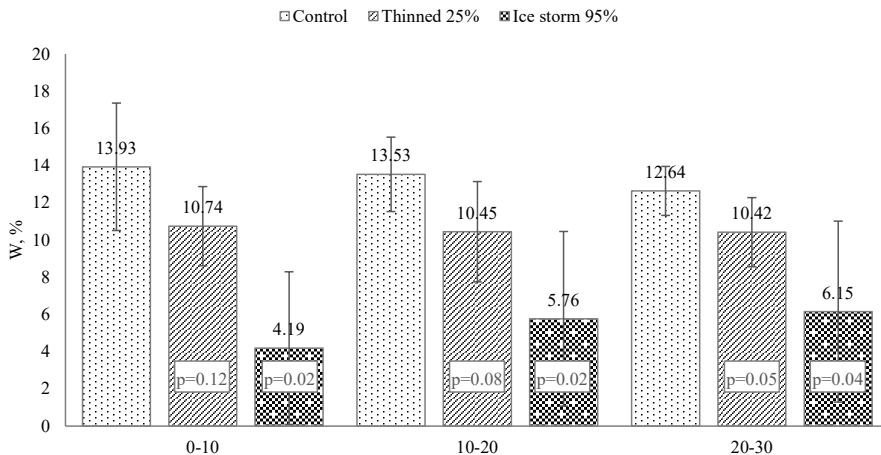 Control Thinned 25% Ice storm 95%
W, %
20
18
16
14
12
10
8
6
4
2
0
13.93
10.74
4.19
13.53
10.45
5.76
12.64
10.42
6.15
p=0.12
p=0.02
p=0.08
p=0.02
p=0.05
p=0.04
0-10
10-20
20-30